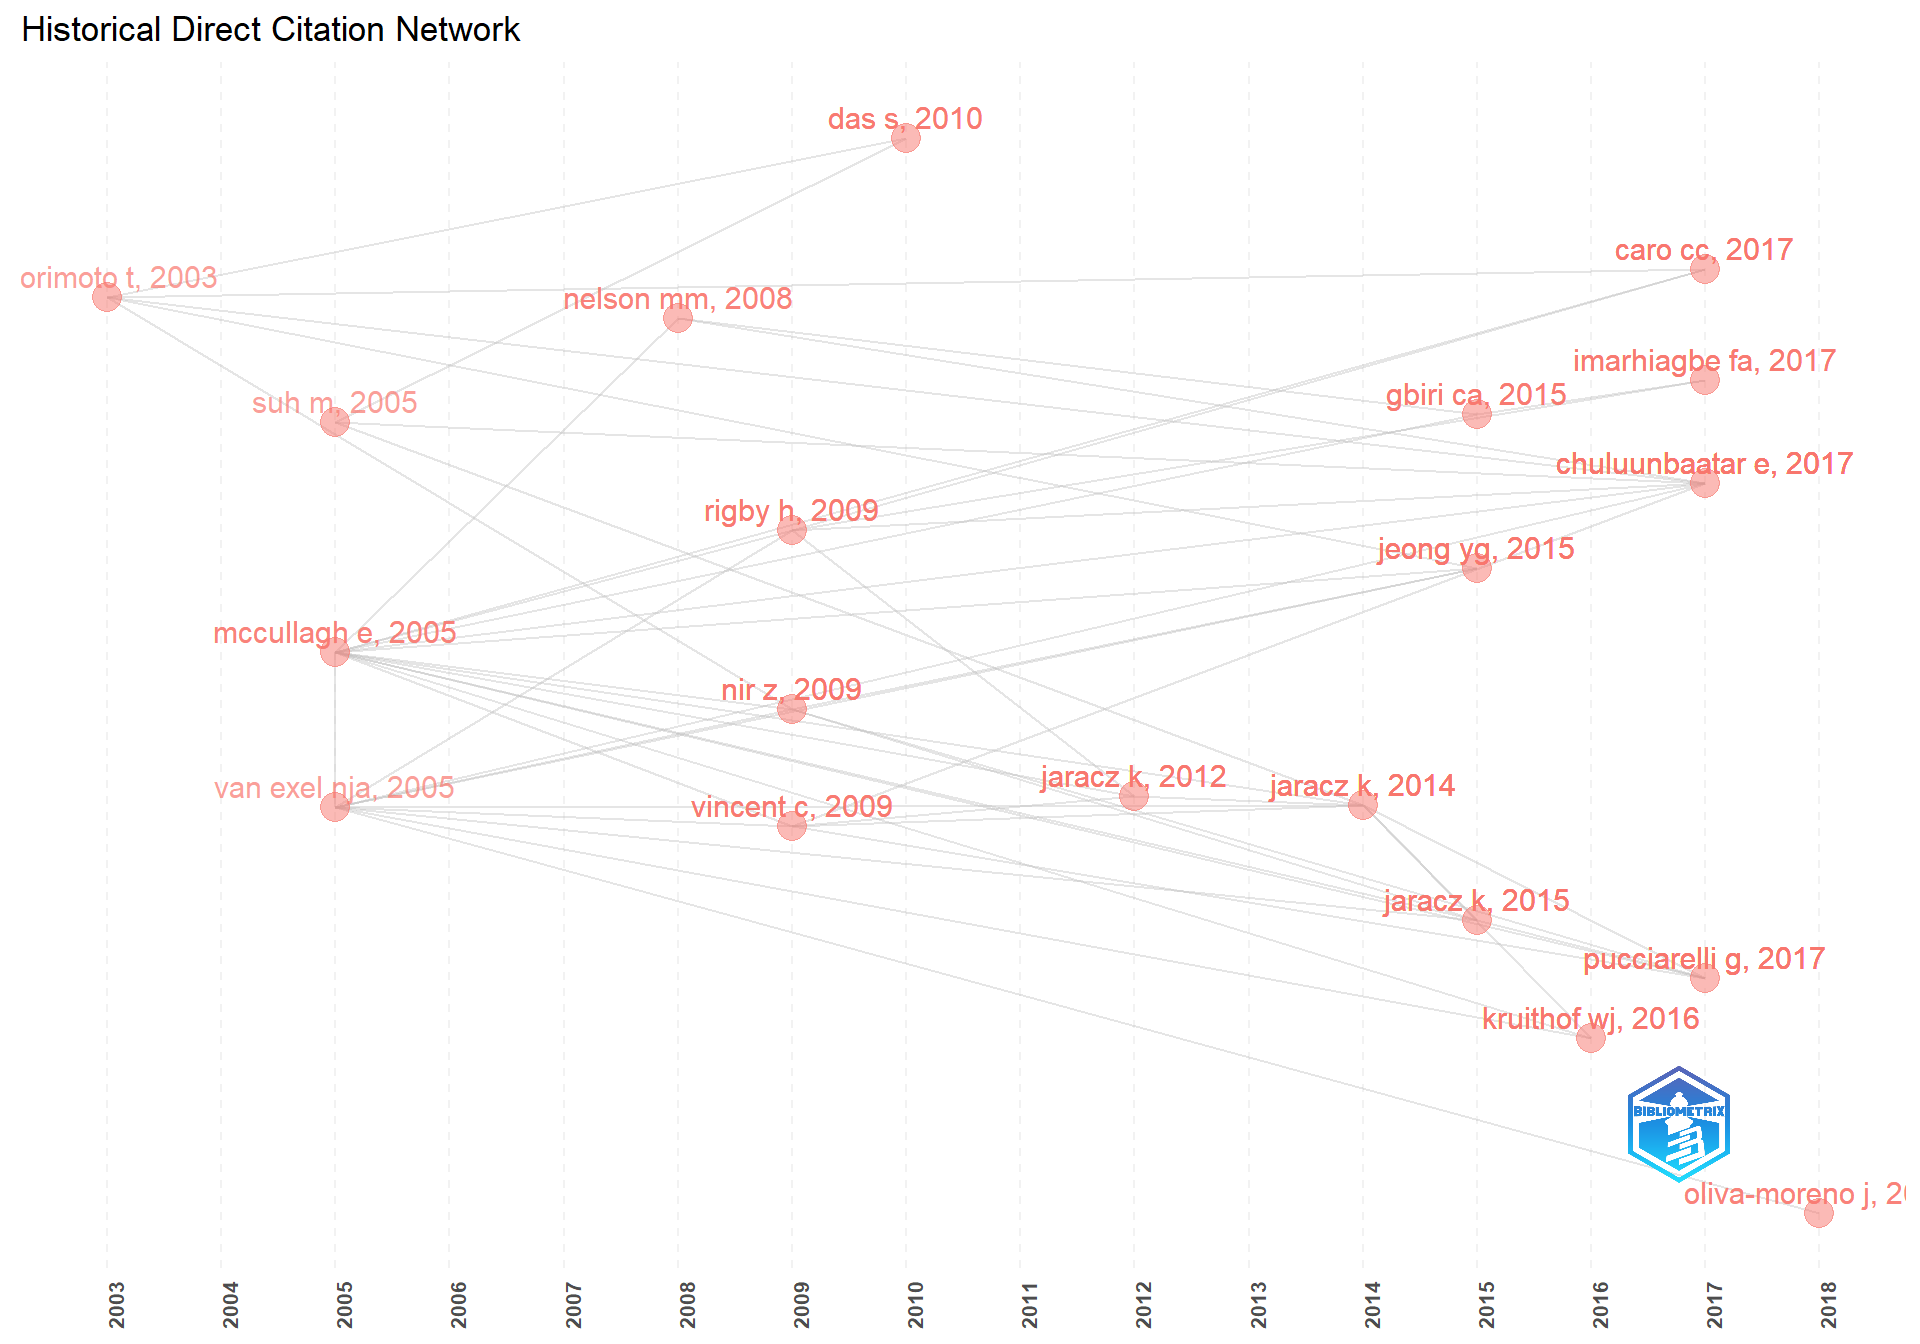 Historical Direct Citation Network
das s, 2010
caro cc, 2017
orimoto t, 2003
nelson mm, 2008
imarhiagbe fa, 2017
gbiri ca, 2015
suh m, 2005
chuluunbaatar e, 2017
rigby h, 2009
jeong yg, 2015
mccullagh e, 2005
nir z, 2009
jaracz k, 2012
jaracz k, 2014
van exel nja, 2005
vincent c, 2009
jaracz k, 2015
pucciarelli g, 2017
kruithof wj, 2016
BIBLIOMETRIX
oliva-moreno j, 20
2003
2004
2005
2006
2007
2008
2009
2010
2011
2012
2013
2014
2015
2016
2017
2018